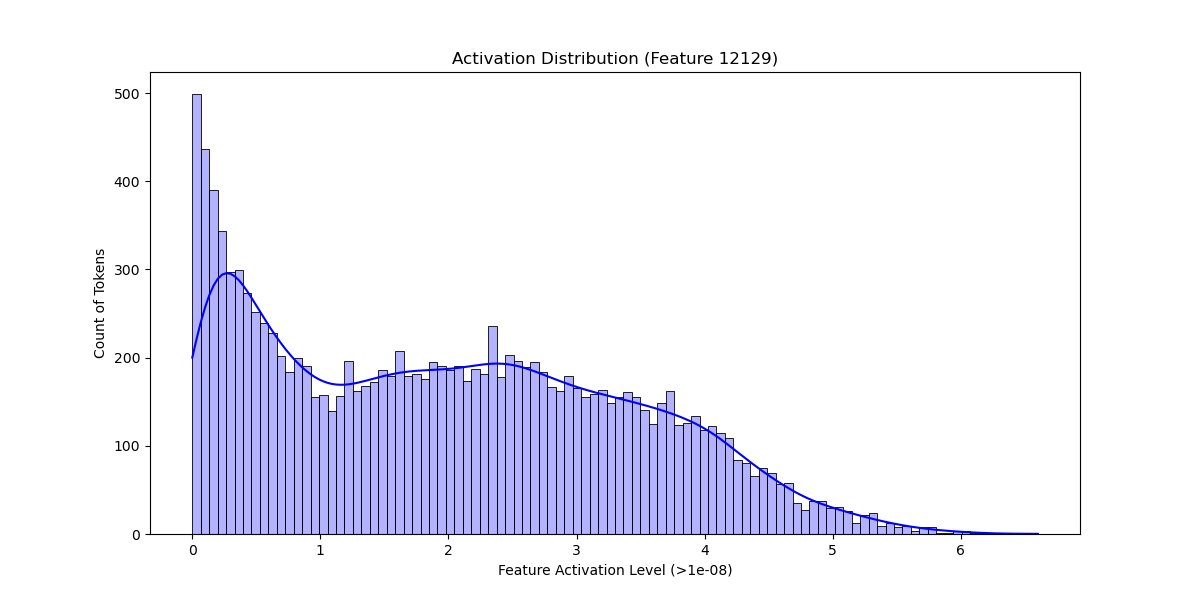 Activation Distribution (Feature 12129)
500
400
300
200
100
0
Count of Tokens
0 1 2 3 4 5 6
Feature Activation Level (>1e-08)